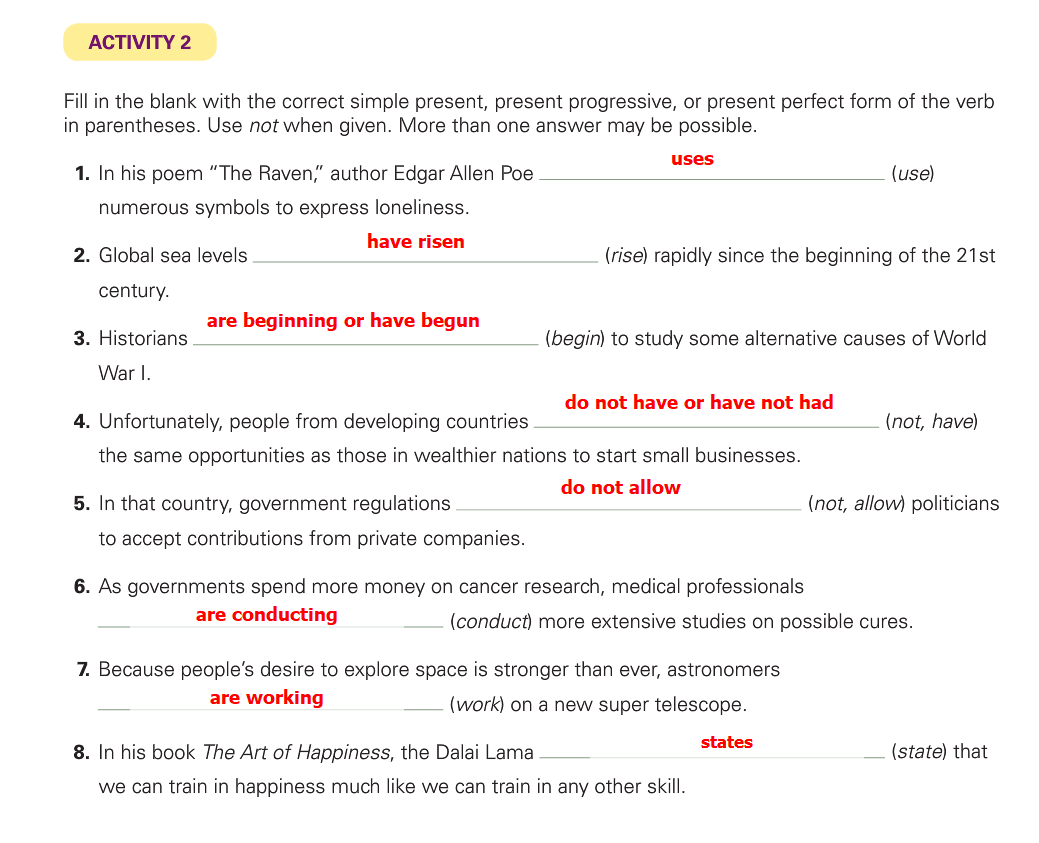 ACTIVITY 2
Fill in the blank with the correct simple present, present progressive, or present perfect form of the verb
in parentheses. Use not when given. More than one answer may be possible.
1. In his poem “The Raven,” author Edgar Allen Poe uses (use)
numerous symbols to express loneliness.
2. Global sea levels have risen (rise) rapidly since the beginning of the 21st
century.
3. Historians are beginning or have begun (begin) to study some alternative causes of World
War I.
4. Unfortunately, people from developing countries do not have or have not had (not, have)
the same opportunities as those in wealthier nations to start small businesses.
5. In that country, government regulations do not allow (not, allow) politicians
to accept contributions from private companies.
6. As governments spend more money on cancer research, medical professionals
are conducting (conduct) more extensive studies on possible cures.
7. Because people’s desire to explore space is stronger than ever, astronomers
are working (work) on a new super telescope.
8. In his book The Art of Happiness, the Dalai Lama states (state) that
we can train in happiness much like we can train in any other skill.